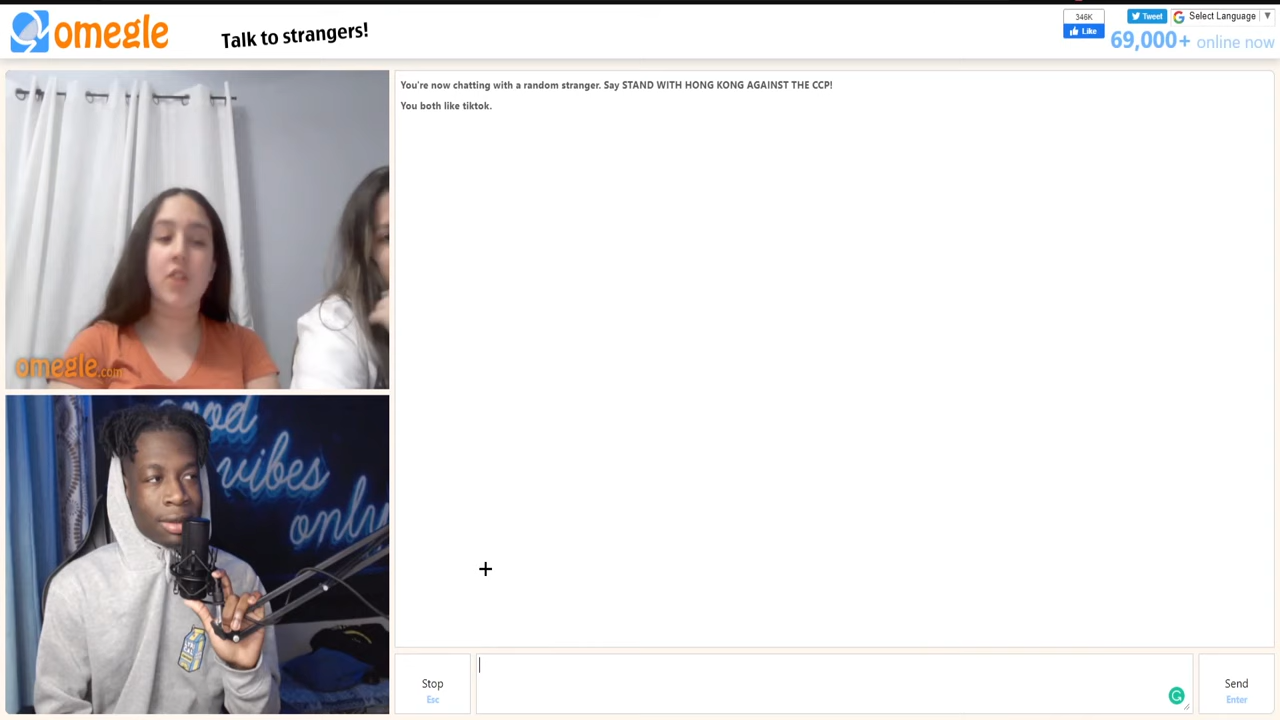 omegle
Talk to strangers!
346K
Like
Tweet
Select Language
69,000+ online now
You're now chatting with a random stranger. Say STAND WITH HONG KONG AGAINST THE CCP!
You both like tiktok.
omegle.com
good
vibes
only
Stop
Esc
Send
Enter